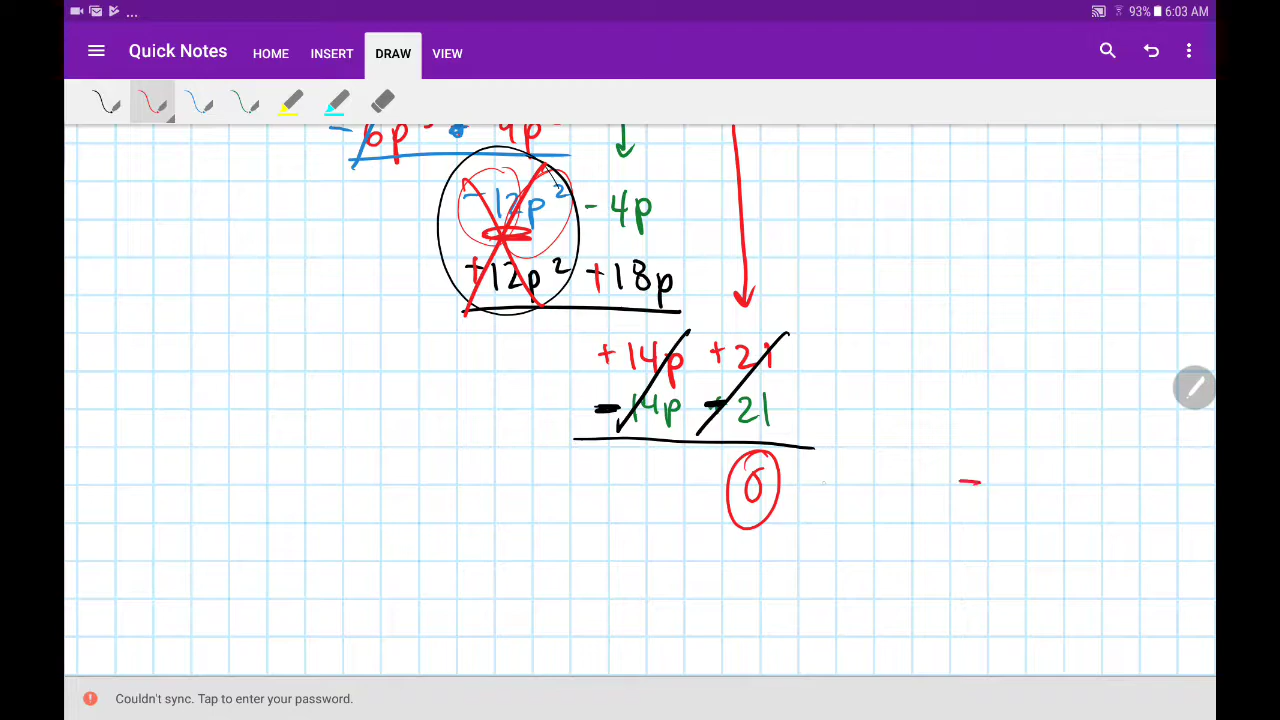 ... 93% 6:03 AM
Quick Notes HOME INSERT DRAW VIEW
-12p² - 4p
+12p² +18p
+14p +21
-14p -21
0
-
Couldn't sync. Tap to enter your password.